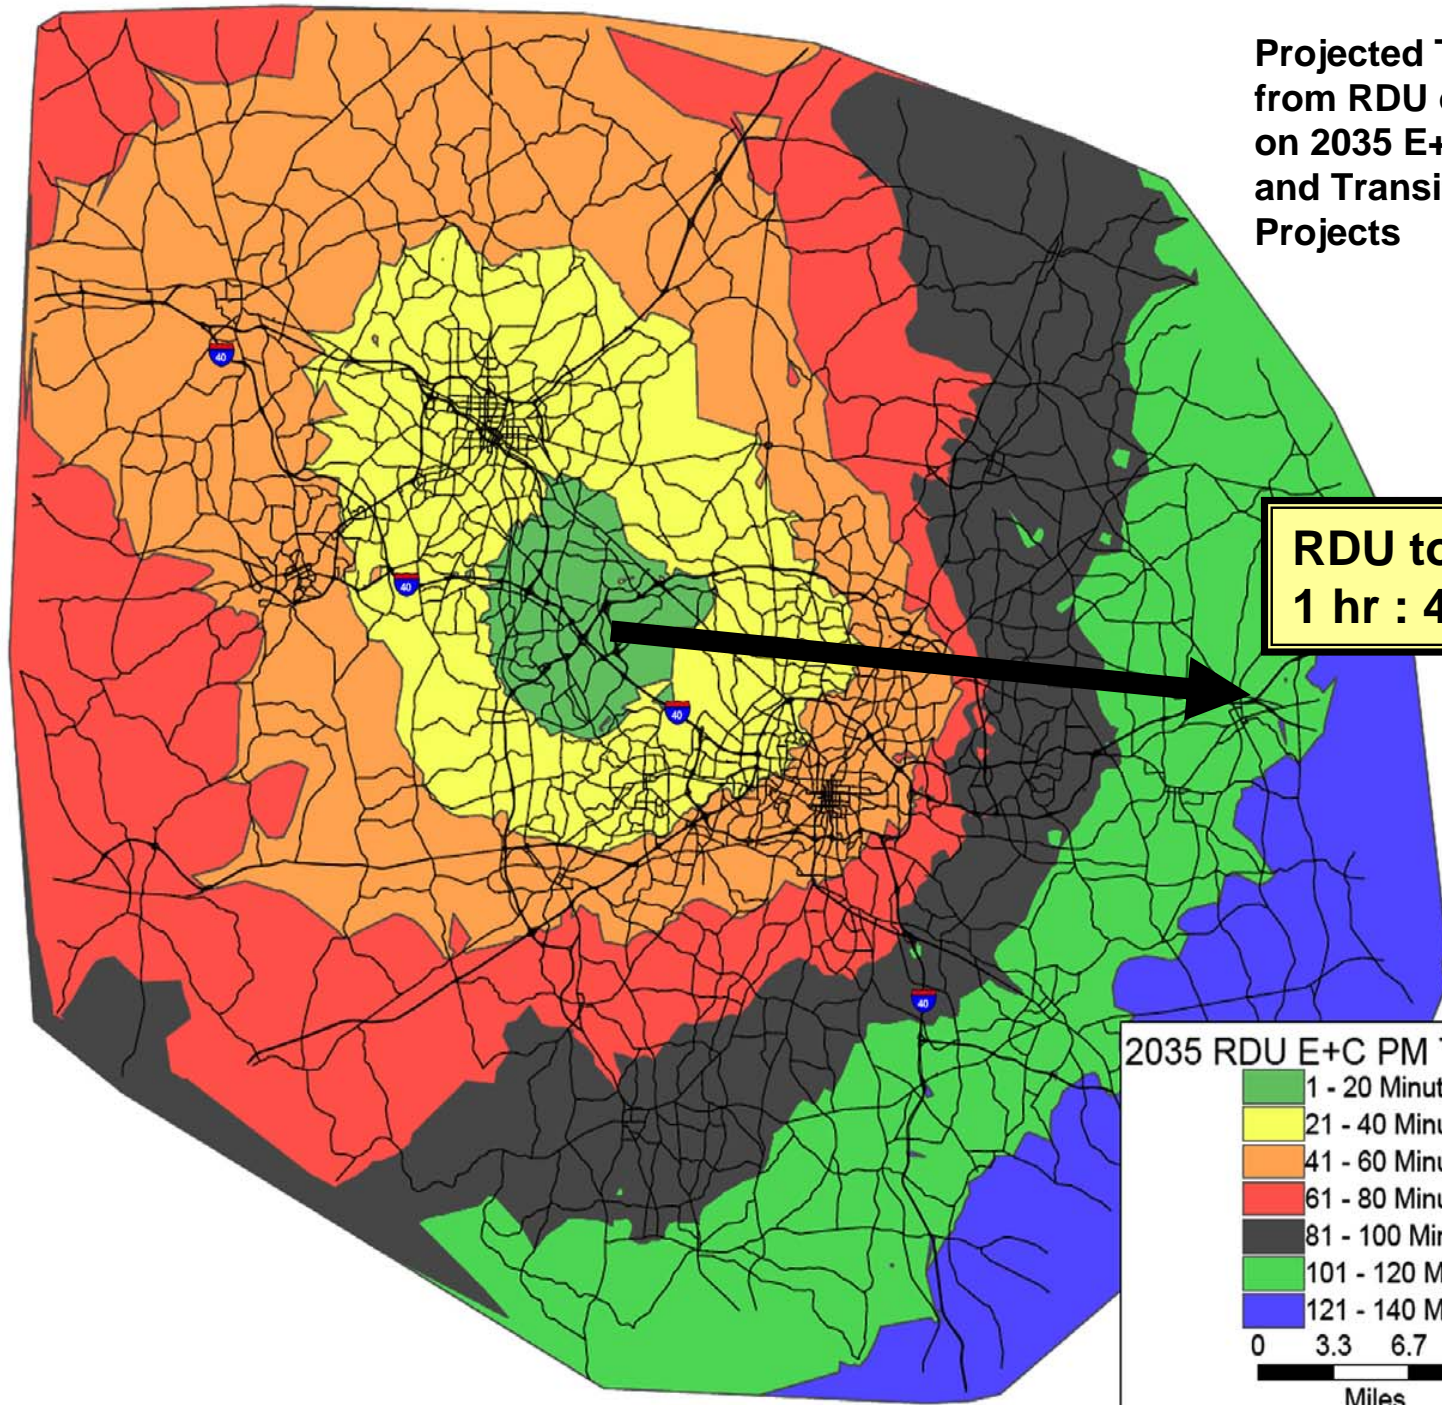 Projected T
from RDU
on 2035 E+
and Transi
Projects
40
40
RDU to
1 hr : 4
40
40
2035 RDU E+C PM T
1 - 20 Minut
21 - 40 Minu
41 - 60 Minu
61 - 80 Minu
81 - 100 Min
101 - 120 M
121 - 140 M
0 3.3 6.7
Miles